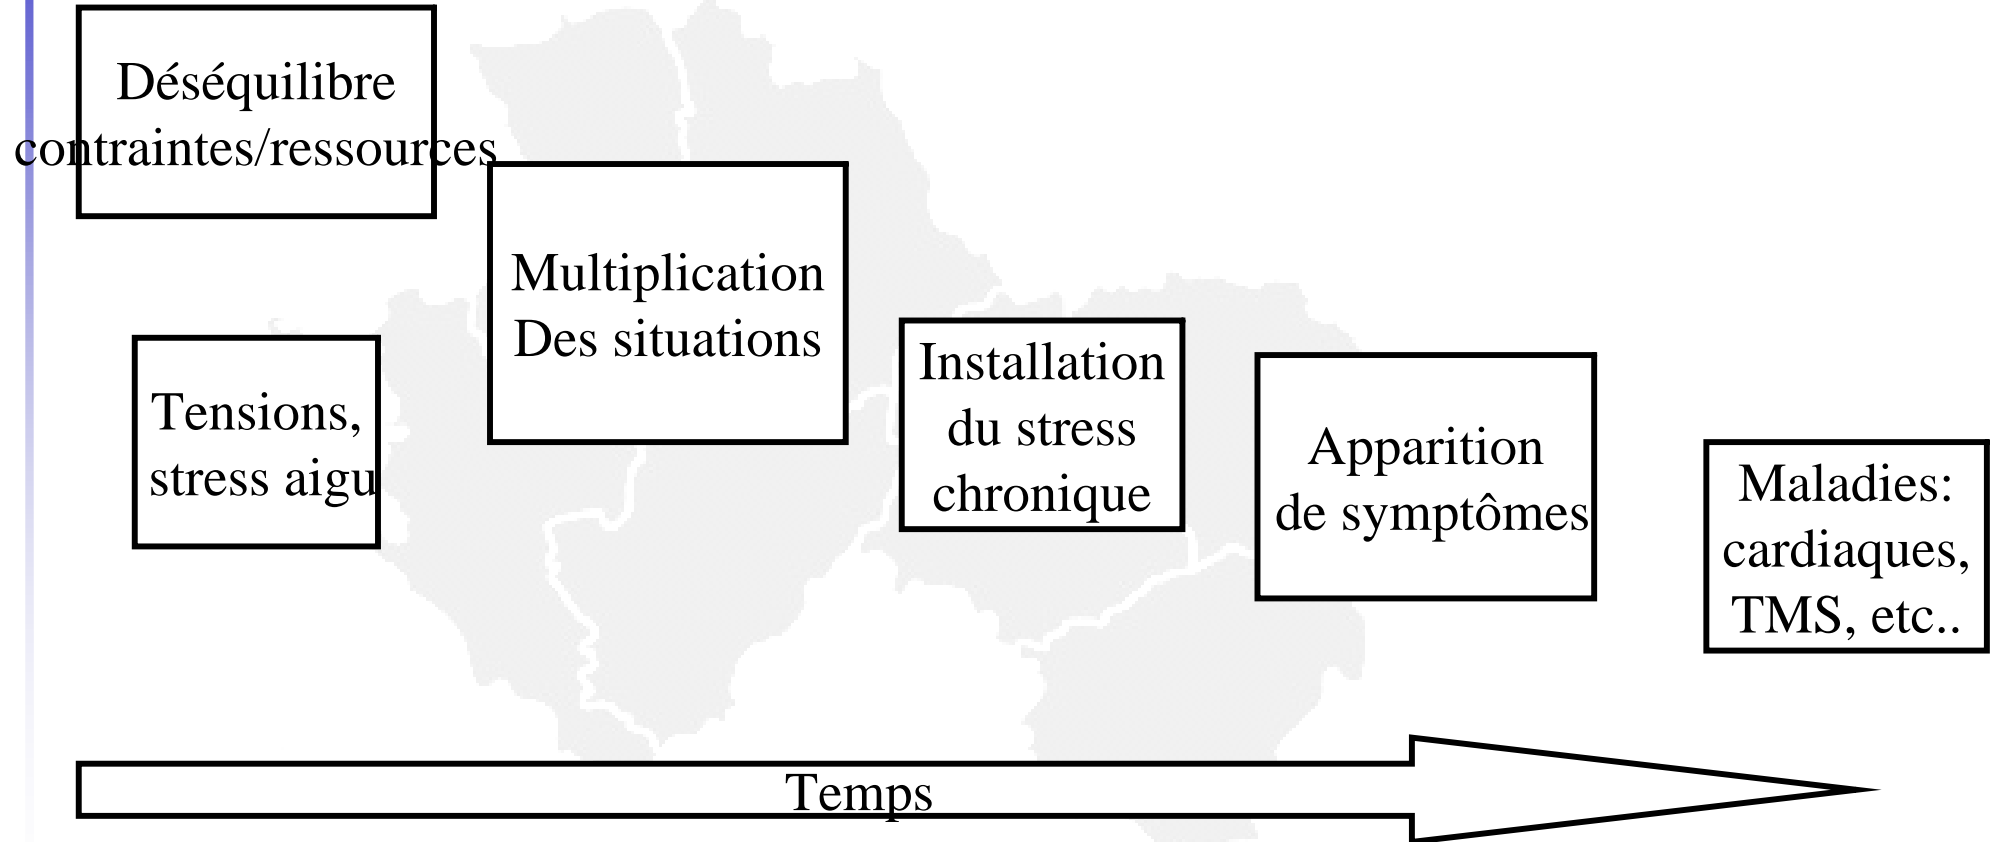 Déséquilibre
contraintes/ressources
Tensions,
stress aigu
Multiplication
Des situations
Installation
du stress
chronique
Apparition
de symptômes
Maladies:
cardiaques,
TMS, etc..
Temps